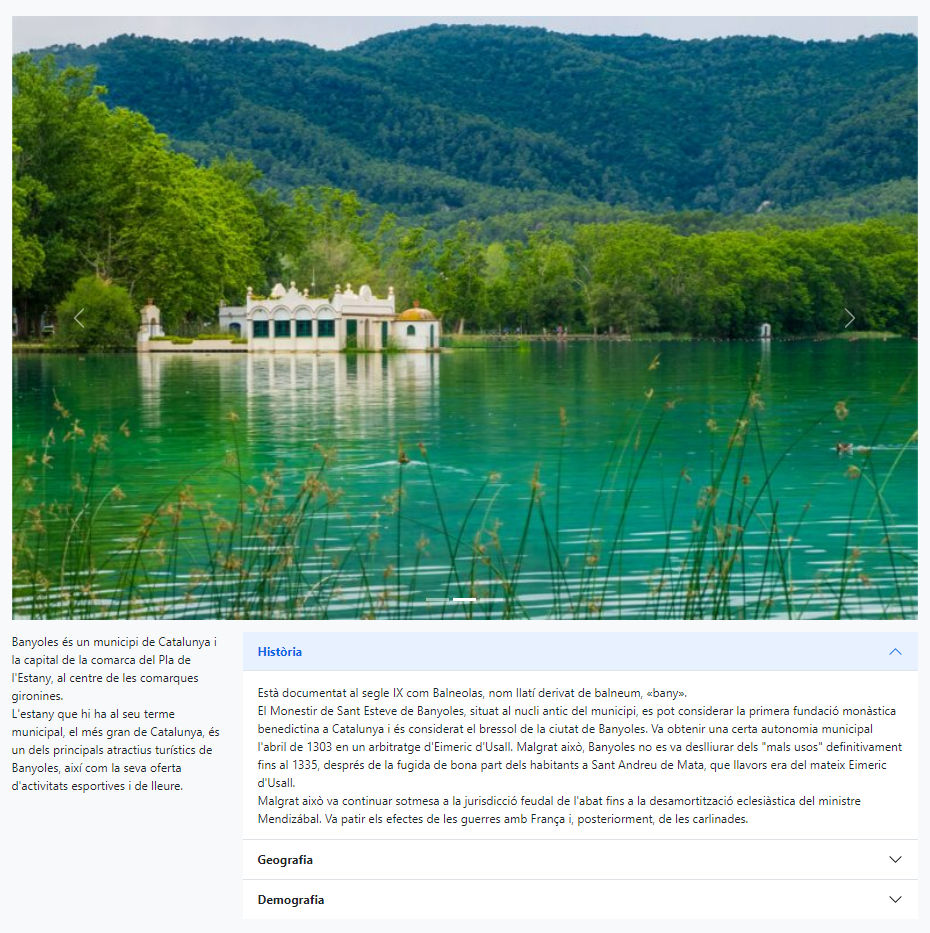 Banyoles és un municipi de Catalunya i
la capital de la comarca del Pla de
l'Estany, al centre de les comarques
gironines.
L'estany que hi ha al seu terme
municipal, el més gran de Catalunya, és
un dels principals atractius turístics de
Banyoles, així com la seva oferta
d'activitats esportives i de lleure.
Història
Està documentat al segle IX com Balneolas, nom llatí derivat de balneum, «bany».
El Monestir de Sant Esteve de Banyoles, situat al nucli antic del municipi, es pot considerar la primera fundació monàstica
benedictina a Catalunya i és considerat el bressol de la ciutat de Banyoles. Va obtenir una certa autonomia municipal
l'abril de 1303 en un arbitratge d'Eimeric d'Usall. Malgrat això, Banyoles no es va deslliurar dels "mals usos" definitivament
fins al 1335, després de la fugida de bona part dels habitants a Sant Andreu de Mata, que llavors era del mateix Eimeric
d'Usall.
Malgrat això va continuar sotmesa a la jurisdicció feudal de l'abat fins a la desamortització eclesiàstica del ministre
Mendizábal. Va patir els efectes de les guerres amb França i, posteriorment, de les carlinades.
Geografia
Demografia